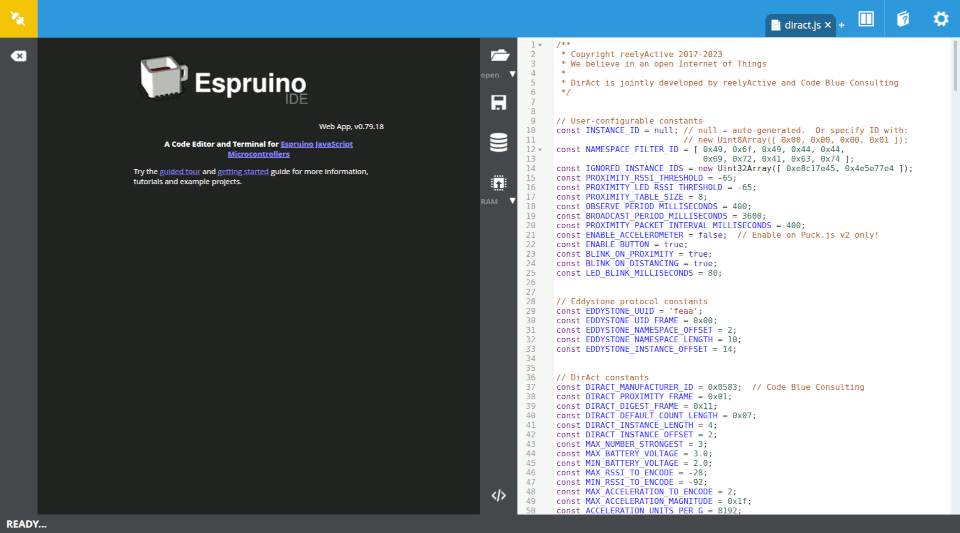 diract.js × +
Espruino
IDE
Web App, v0.79.18
A Code Editor and Terminal for Espruino JavaScript
Microcontrollers
Try the guided tour and getting started guide for more information,
tutorials and example projects.
open ▼
RAM ▼
</>
1 /**
2 * Copyright reelyActive 2017-2023
3 * We believe in an open Internet of Things
4 *
5 * DirAct is jointly developed by reelyActive and Code Blue Consulting
6 */
7
8
9 // User-configurable constants
10 const INSTANCE_ID = null; // null = auto-generated.  Or specify ID with:
11 // new Uint8Array([ 0x00, 0x00, 0x00, 0x01 ]);
12 const NAMESPACE_FILTER_ID = [ 0x49, 0x6f, 0x49, 0x44, 0x44,
13 0x69, 0x72, 0x41, 0x63, 0x74 ];
14 const IGNORED_INSTANCE_IDS = new Uint32Array([ 0xe8c17e45, 0x4e5e77e4 ]);
15 const PROXIMITY_RSSI_THRESHOLD = -65;
16 const PROXIMITY_LED_RSSI_THRESHOLD = -65;
17 const PROXIMITY_TABLE_SIZE = 8;
18 const OBSERVE_PERIOD_MILLISECONDS = 400;
19 const BROADCAST_PERIOD_MILLISECONDS = 3600;
20 const PROXIMITY_PACKET_INTERVAL_MILLISECONDS = 400;
21 const ENABLE_ACCELEROMETER = false;  // Enable on Puck.js v2 only!
22 const ENABLE_BUTTON = true;
23 const BLINK_ON_PROXIMITY = true;
24 const BLINK_ON_DISTANCING = true;
25 const LED_BLINK_MILLISECONDS = 80;
26
27
28 // Eddystone protocol constants
29 const EDDYSTONE_UUID = 'feaa';
30 const EDDYSTONE_UID_FRAME = 0x00;
31 const EDDYSTONE_NAMESPACE_OFFSET = 2;
32 const EDDYSTONE_NAMESPACE_LENGTH = 10;
33 const EDDYSTONE_INSTANCE_OFFSET = 14;
34
35
36 // DirAct constants
37 const DIRACT_MANUFACTURER_ID = 0x0583;  // Code Blue Consulting
38 const DIRACT_PROXIMITY_FRAME = 0x01;
39 const DIRACT_DIGEST_FRAME = 0x11;
40 const DIRACT_DEFAULT_COUNT_LENGTH = 0x07;
41 const DIRACT_INSTANCE_LENGTH = 4;
42 const DIRACT_INSTANCE_OFFSET = 2;
43 const MAX_NUMBER_STRONGEST = 3;
44 const MAX_BATTERY_VOLTAGE = 3.0;
45 const MIN_BATTERY_VOLTAGE = 2.0;
46 const MAX_RSSI_TO_ENCODE = -28;
47 const MIN_RSSI_TO_ENCODE = -92;
48 const MAX_ACCELERATION_TO_ENCODE = 2;
49 const MAX_ACCELERATION_MAGNITUDE = 0x1f;
50 const ACCELERATION_UNITS_PER_G = 8192;
READY...